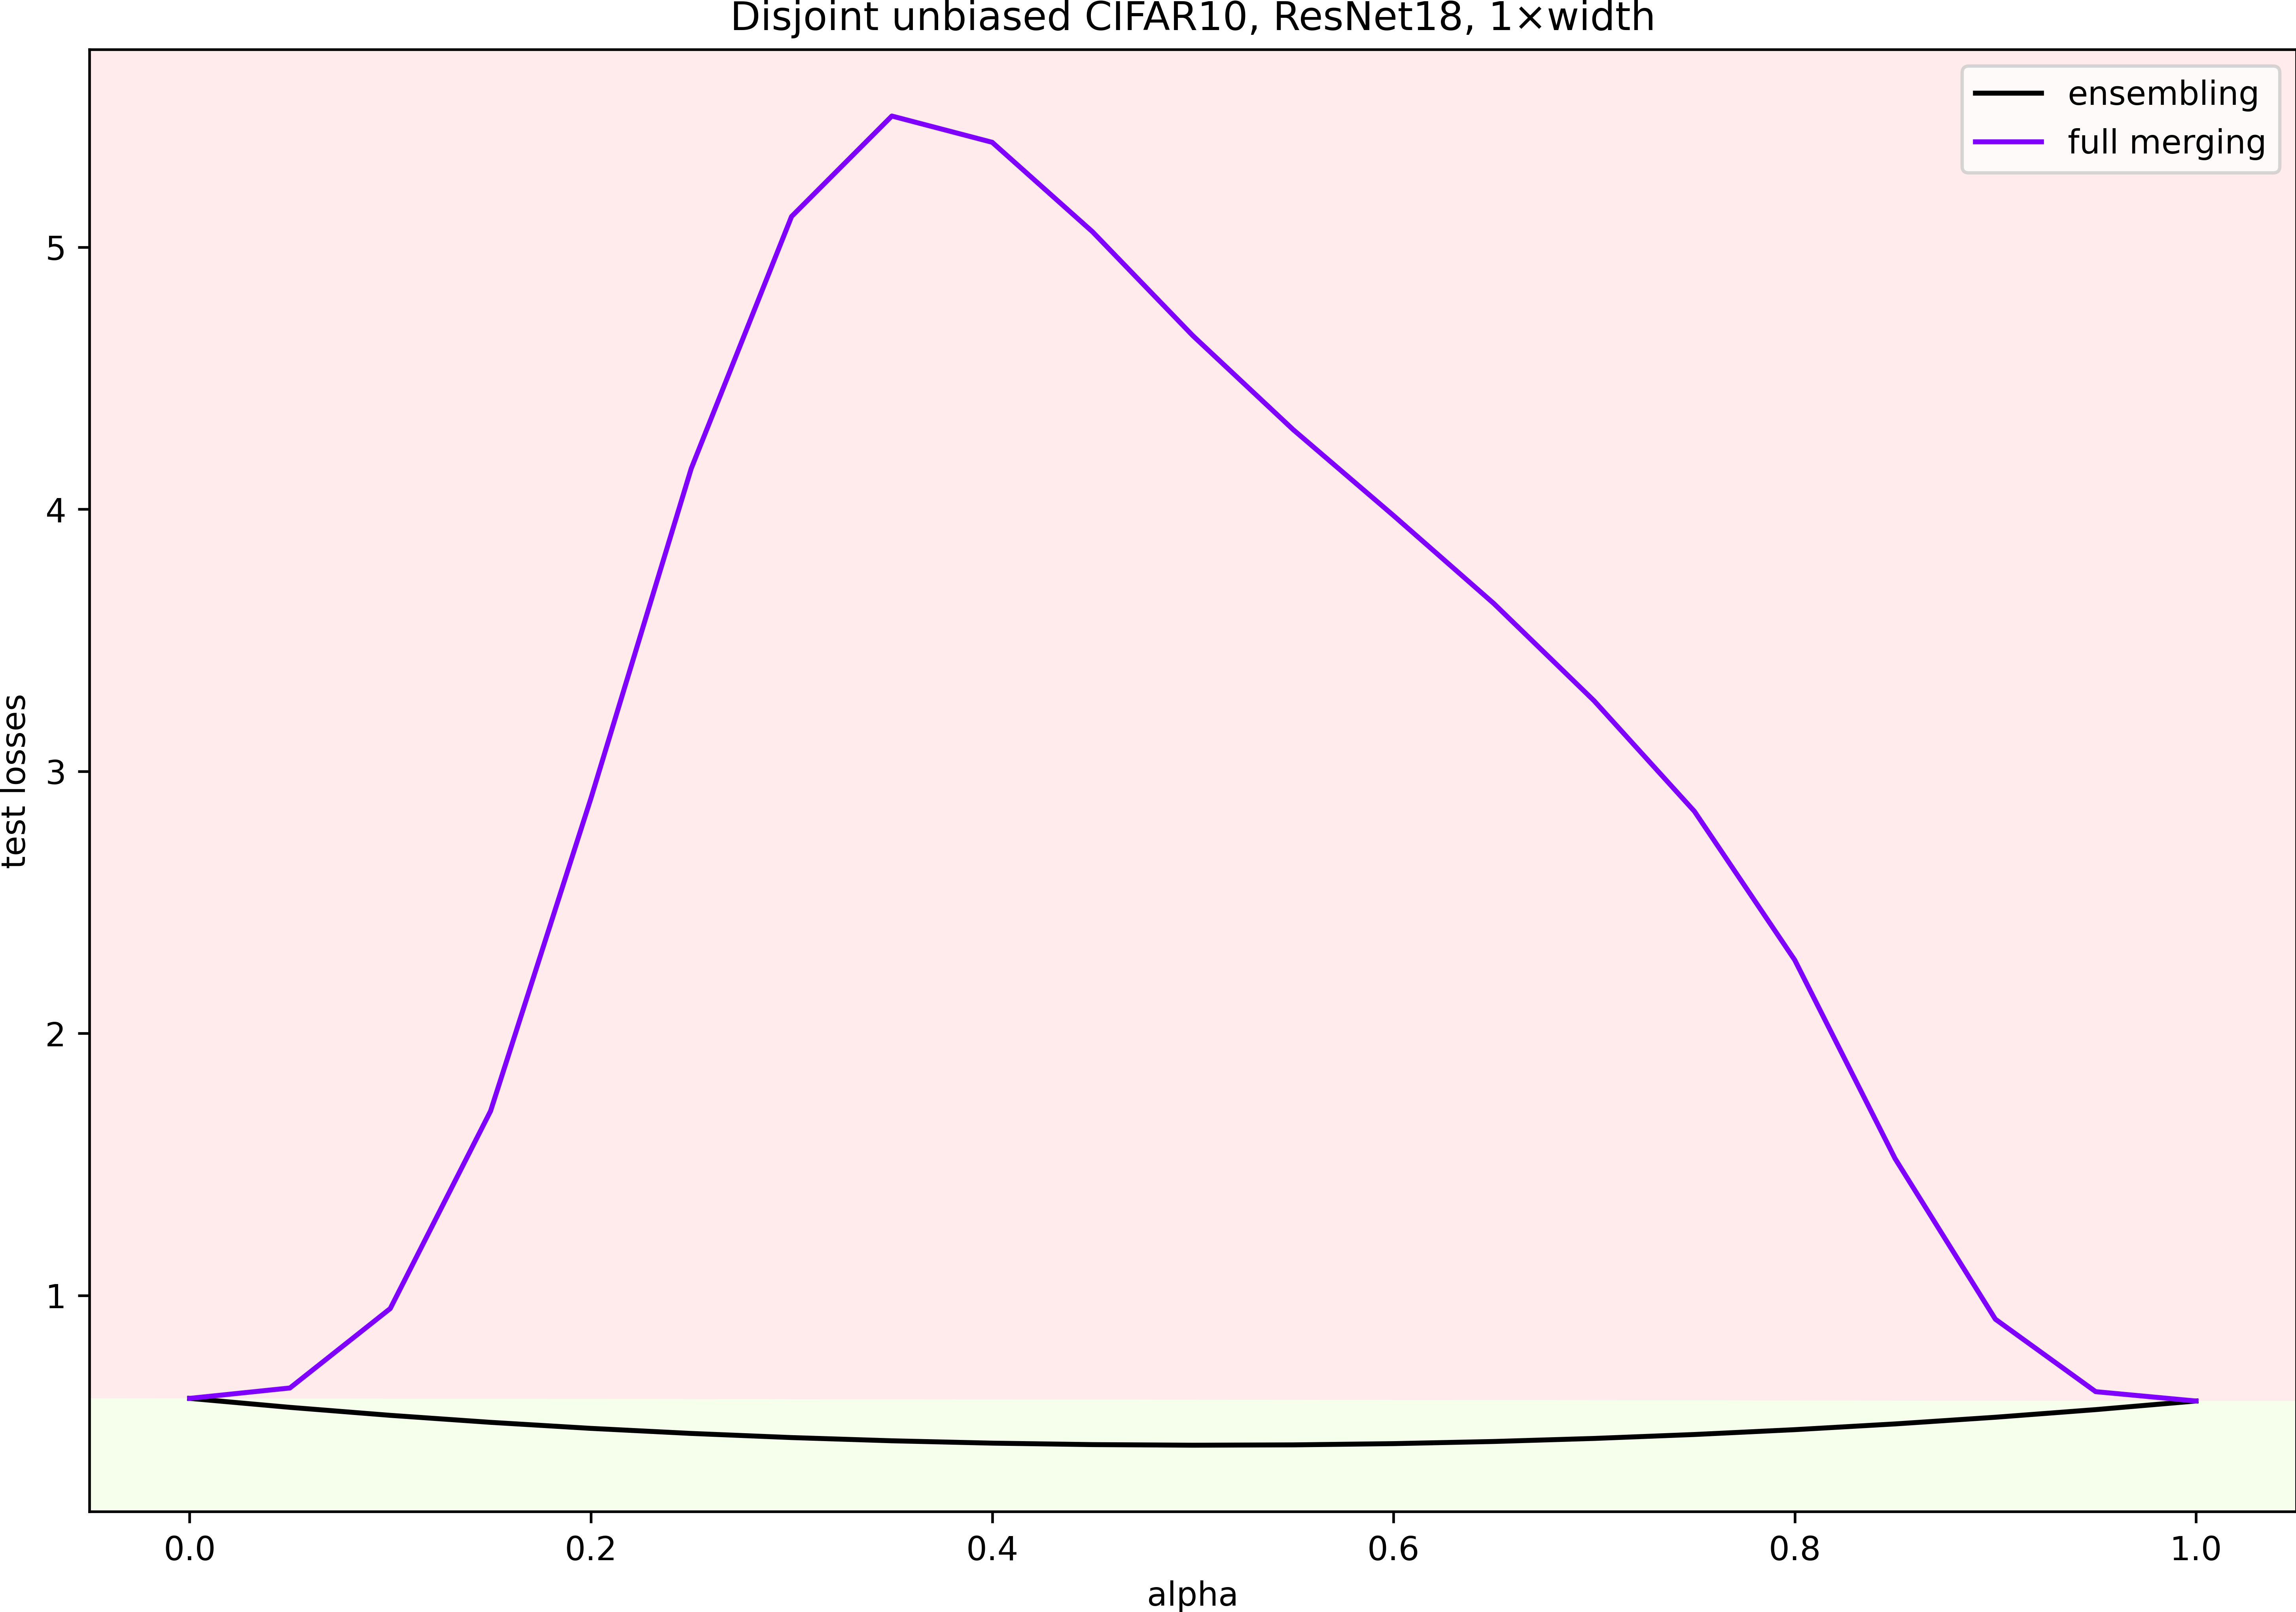 Disjoint unbiased CIFAR10, ResNet18, 1×width
ensembling
full merging
test losses
5
4
3
2
1
0.0 0.2 0.4 0.6 0.8 1.0
alpha